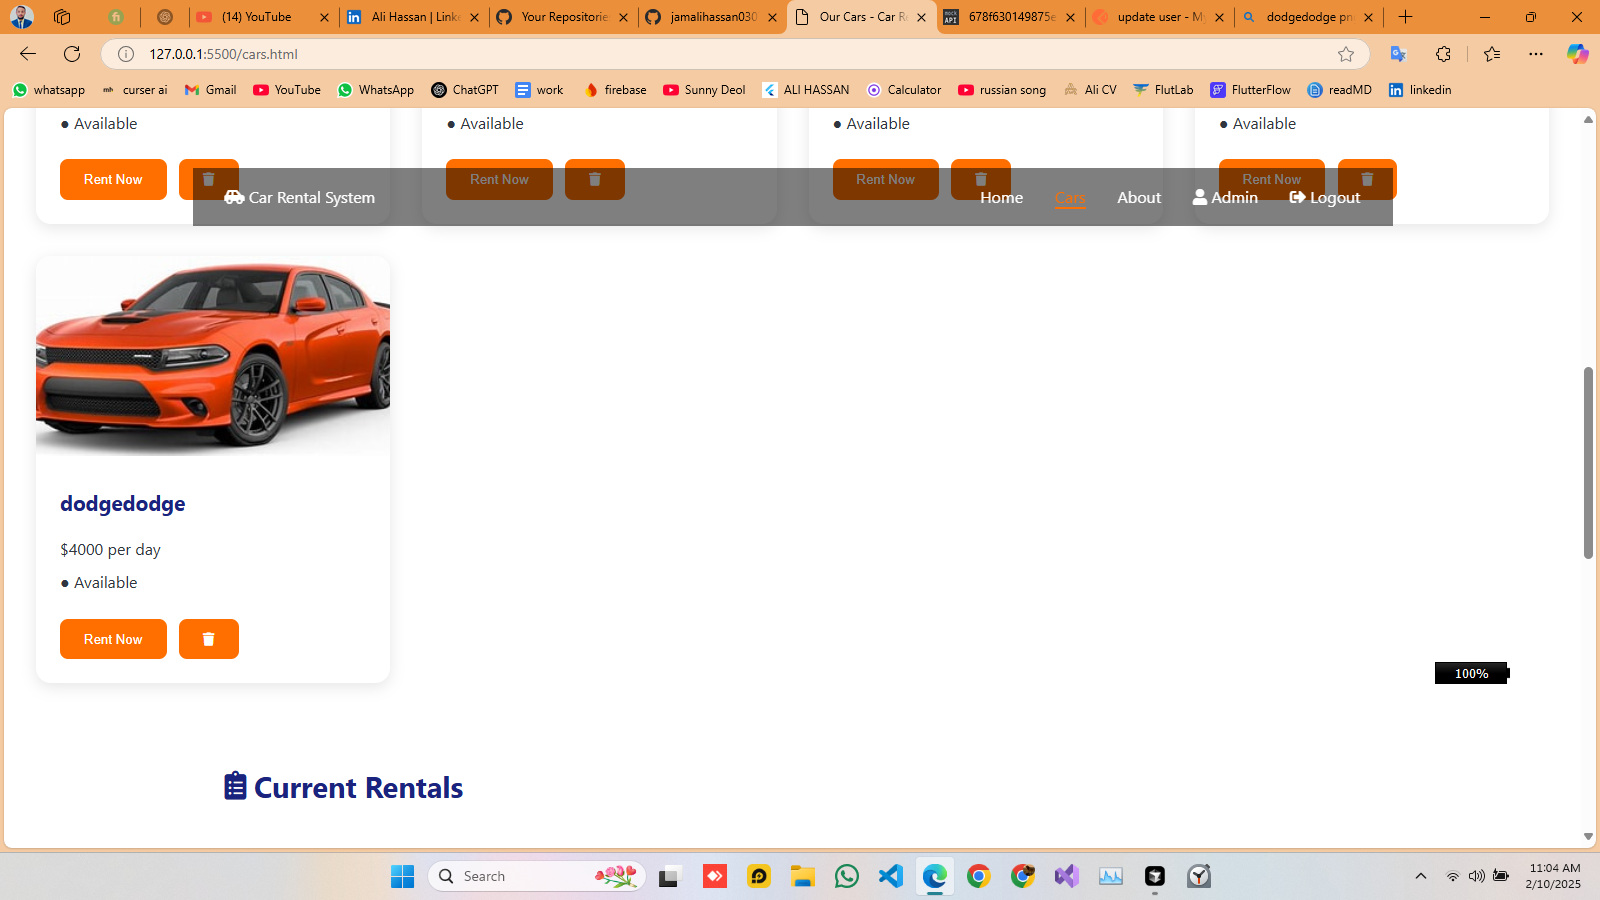 (14) YouTube
Ali Hassan | Linke
Your Repositorie
jamalihassan030
Our Cars - Car Re
678f630149875e
update user - My
dodgedodge pn
127.0.0.1:5500/cars.html
whatsapp
curser ai
Gmail
YouTube
WhatsApp
ChatGPT
work
firebase
Sunny Deol
ALI HASSAN
Calculator
russian song
Ali CV
FlutLab
FlutterFlow
readMD
linkedin
● Available
● Available
● Available
● Available
Rent Now
Rent Now
Rent Now
Rent Now
Car Rental System
Home
Cars
About
Admin
Logout
dodgedodge
$4000 per day
● Available
Rent Now
100%
Current Rentals
Search
11:04 AM
2/10/2025